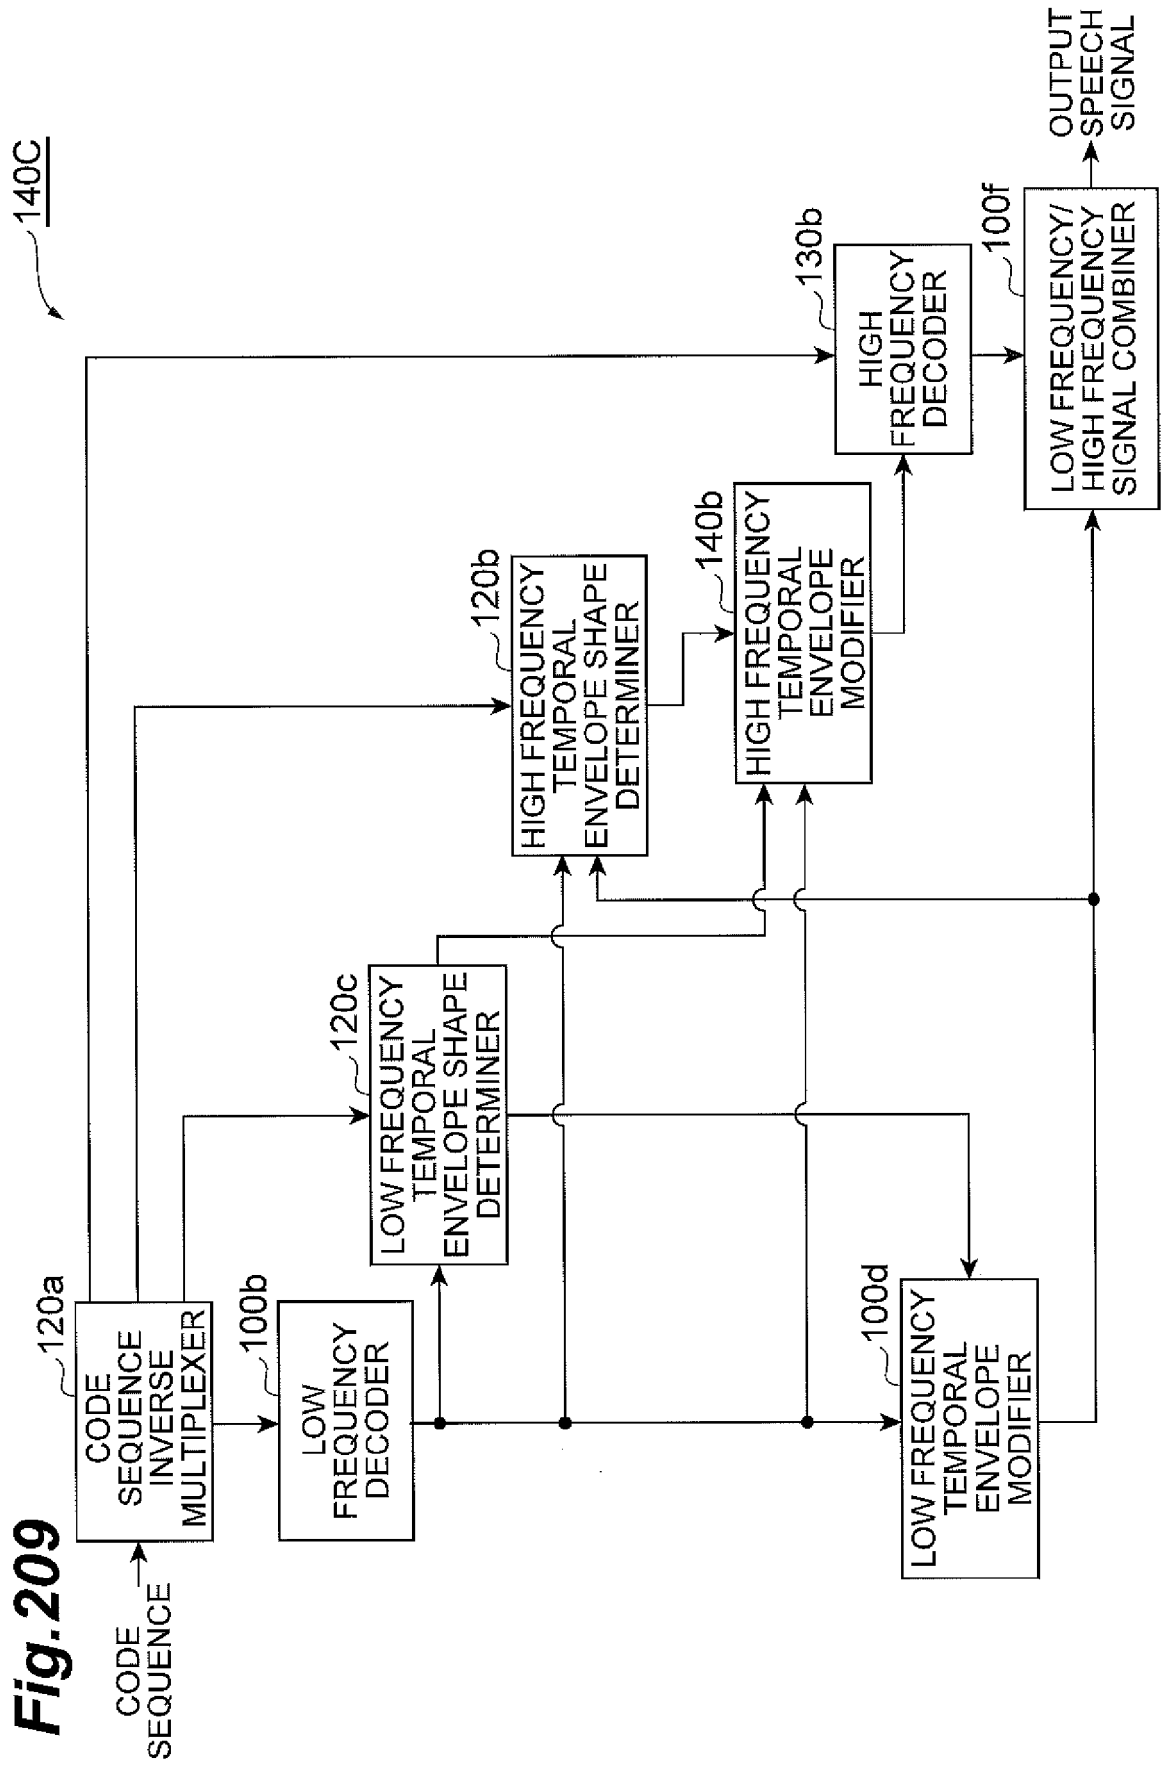 Fig.209
140C
CODE
SEQUENCE
120a
CODE
SEQUENCE
INVERSE
MULTIPLEXER
100b
LOW
FREQUENCY
DECODER
120c
LOW FREQUENCY
TEMPORAL
ENVELOPE SHAPE
DETERMINER
120b
HIGH FREQUENCY
TEMPORAL
ENVELOPE SHAPE
DETERMINER
140b
HIGH FREQUENCY
TEMPORAL
ENVELOPE
MODIFIER
130b
HIGH
FREQUENCY
DECODER
100d
LOW FREQUENCY
TEMPORAL
ENVELOPE
MODIFIER
100f
LOW FREQUENCY/
HIGH FREQUENCY
SIGNAL COMBINER
OUTPUT
SPEECH
SIGNAL